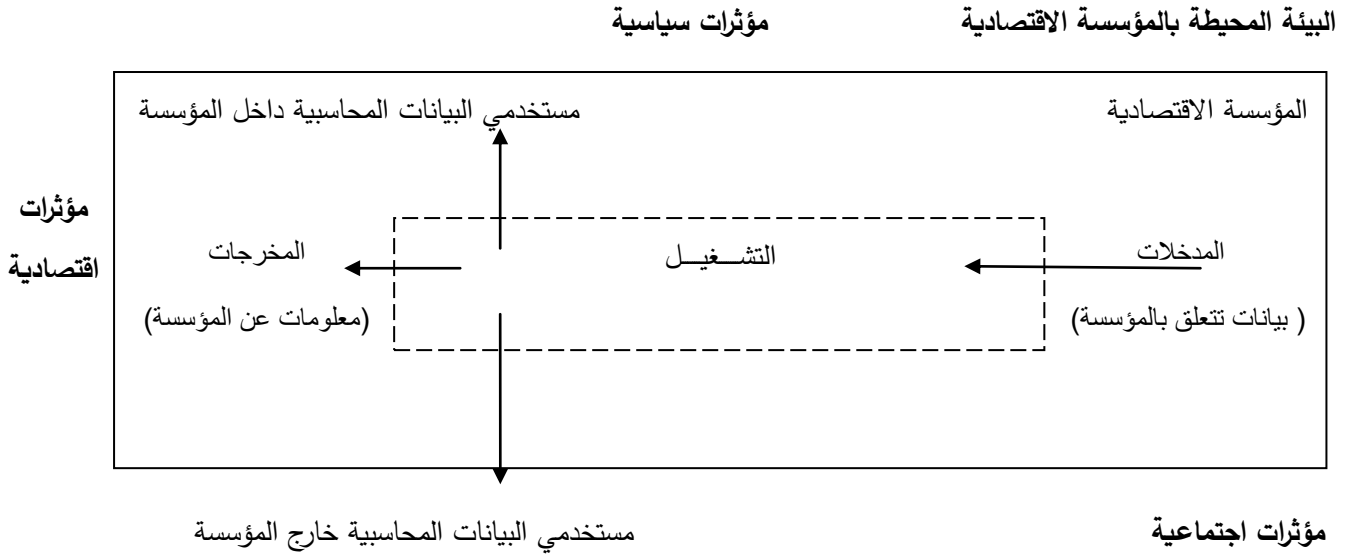 البيئة المحيطة بالمؤسسة الاقتصادية مؤثرات سياسية
المؤسسة الاقتصادية مستخدمي البيانات المحاسبية داخل المؤسسة
مؤثرات
اقتصادية
المدخلات التشـــغيـــل المخرجات
( بيانات تتعلق بالمؤسسة) (معلومات عن المؤسسة)
مؤثرات اجتماعية مستخدمي البيانات المحاسبية خارج المؤسسة